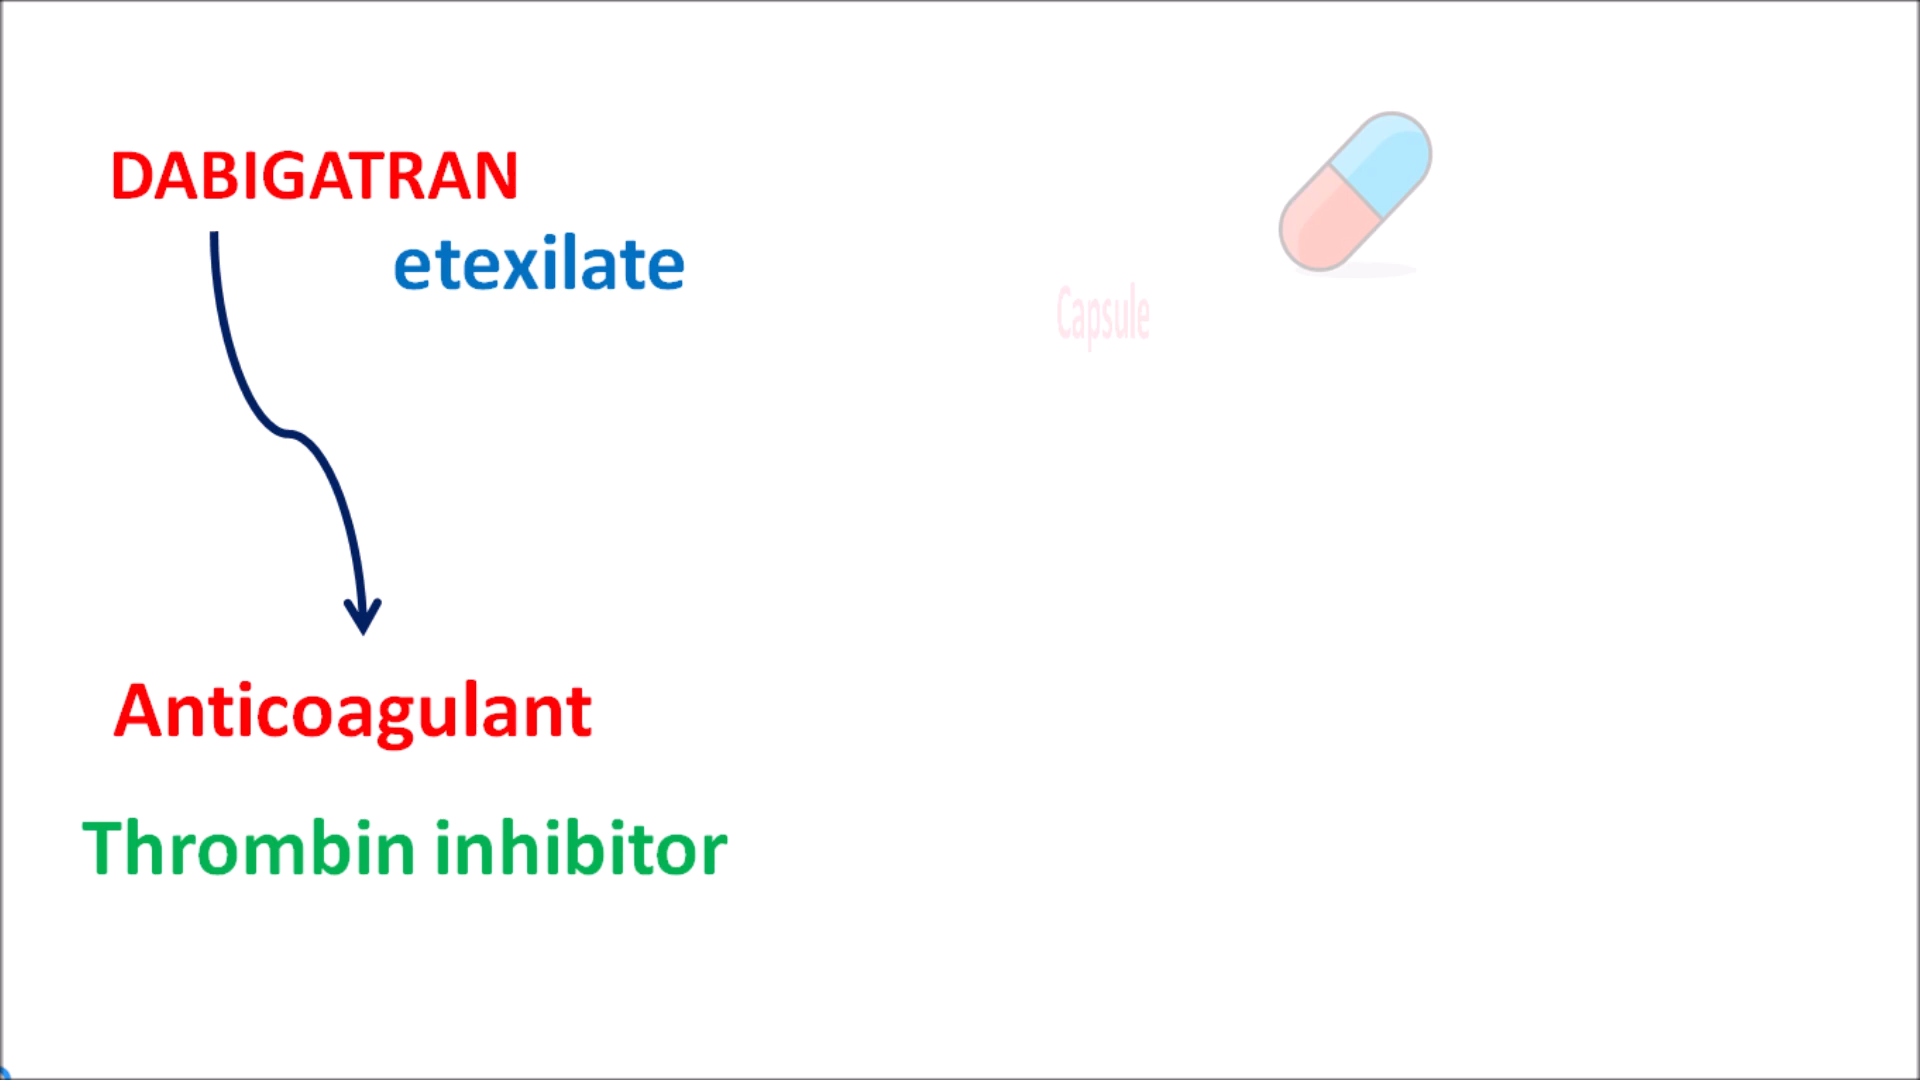 DABIGATRAN
etexilate
Capsule
Anticoagulant
Thrombin inhibitor